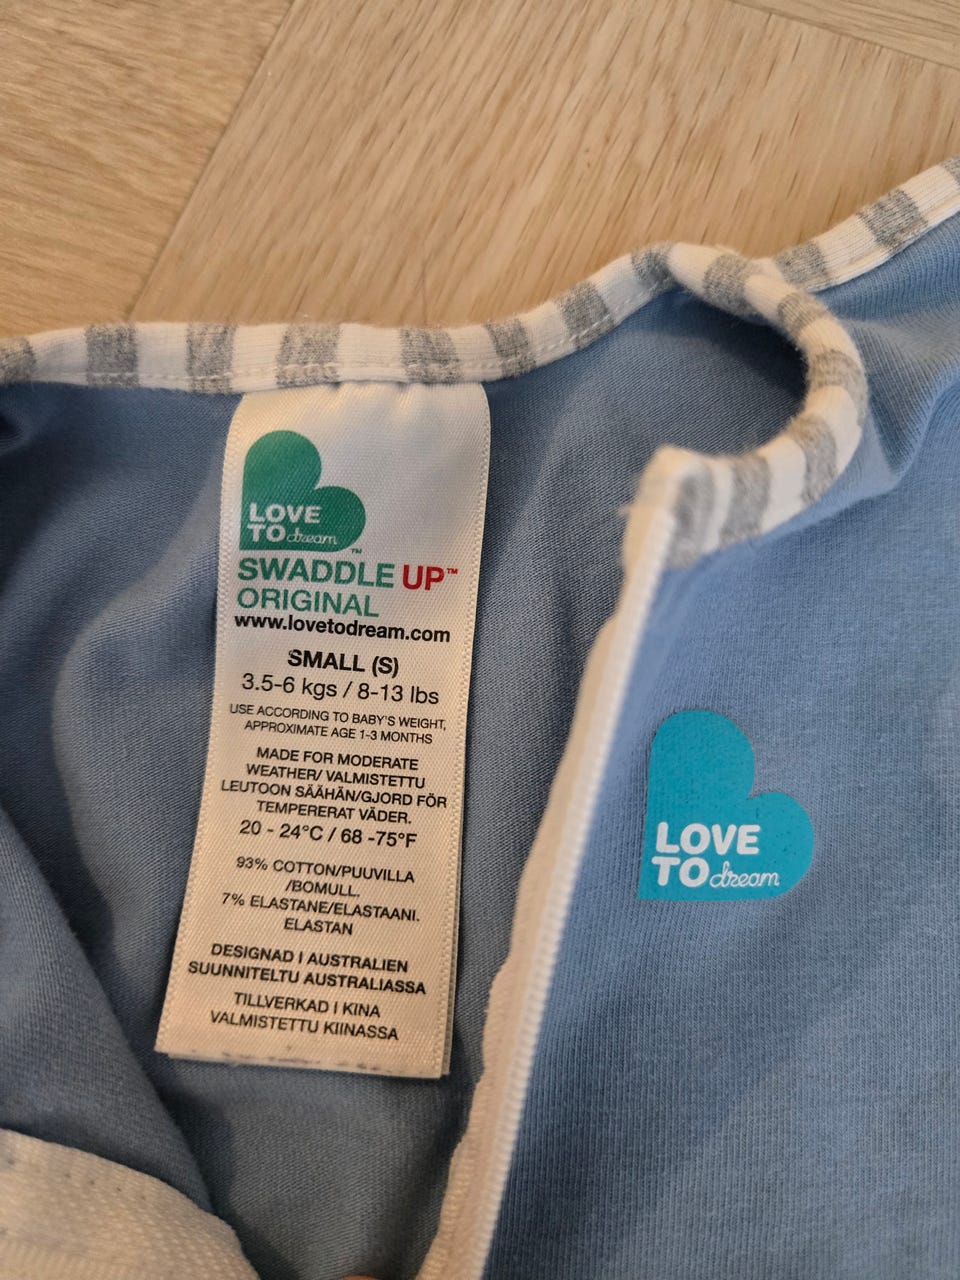 LOVE
TO dream™
SWADDLE UP™
ORIGINAL
www.lovetodream.com
SMALL (S)
3.5-6 kgs / 8-13 lbs
USE ACCORDING TO BABY'S WEIGHT,
APPROXIMATE AGE 1-3 MONTHS
MADE FOR MODERATE
WEATHER/ VALMISTETTU
LEUTOON SÄÄHÄN/GJORD FÖR
TEMPERERAT VÄDER.
20 - 24°C / 68 -75°F
93% COTTON/PUUVILLA
/BOMULL.
7% ELASTANE/ELASTAANI.
ELASTAN
DESIGNAD I AUSTRALIEN
SUUNNITELTU AUSTRALIASSA
TILLVERKAD I KINA
VALMISTETTU KIINASSA
LOVE
TO dream